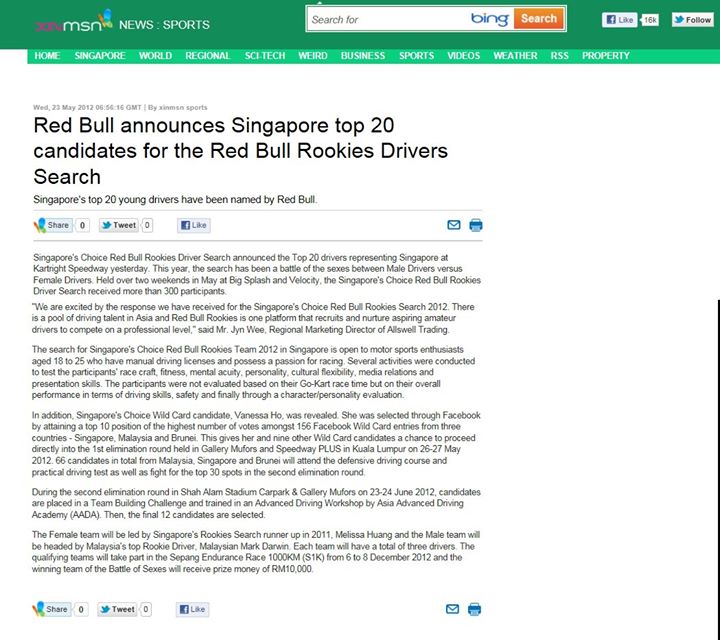 xinmsn NEWS : SPORTS
Search for
bing
Search
Like 16k
Follow
HOME SINGAPORE WORLD REGIONAL SCI-TECH WEIRD BUSINESS SPORTS VIDEOS WEATHER RSS PROPERTY
Wed, 23 May 2012 06:56:16 GMT | By xinmsn sports
Red Bull announces Singapore top 20
candidates for the Red Bull Rookies Drivers
Search
Singapore's top 20 young drivers have been named by Red Bull.
Share 0 Tweet 0 Like
Singapore's Choice Red Bull Rookies Driver Search announced the Top 20 drivers representing Singapore at
Kartright Speedway yesterday. This year, the search has been a battle of the sexes between Male Drivers versus
Female Drivers. Held over two weekends in May at Big Splash and Velocity, the Singapore's Choice Red Bull Rookies
Driver Search received more than 300 participants.
"We are excited by the response we have received for the Singapore's Choice Red Bull Rookies Search 2012. There
is a pool of driving talent in Asia and Red Bull Rookies is one platform that recruits and nurture aspiring amateur
drivers to compete on a professional level," said Mr. Jyn Wee, Regional Marketing Director of Allswell Trading.
The search for Singapore's Choice Red Bull Rookies Team 2012 in Singapore is open to motor sports enthusiasts
aged 18 to 25 who have manual driving licenses and possess a passion for racing. Several activities were conducted
to test the participants' race craft, fitness, mental acuity, personality, cultural flexibility, media relations and
presentation skills. The participants were not evaluated based on their Go-Kart race time but on their overall
performance in terms of driving skills, safety and finally through a character/personality evaluation.
In addition, Singapore's Choice Wild Card candidate, Vanessa Ho, was revealed. She was selected through Facebook
by attaining a top 10 position of the highest number of votes amongst 156 Facebook Wild Card entries from three
countries - Singapore, Malaysia and Brunei. This gives her and nine other Wild Card candidates a chance to proceed
directly into the 1st elimination round held in Gallery Mufors and Speedway PLUS in Kuala Lumpur on 26-27 May
2012. 66 candidates in total from Malaysia, Singapore and Brunei will attend the defensive driving course and
practical driving test as well as fight for the top 30 spots in the second elimination round.
During the second elimination round in Shah Alam Stadium Carpark & Gallery Mufors on 23-24 June 2012, candidates
are placed in a Team Building Challenge and trained in an Advanced Driving Workshop by Asia Advanced Driving
Academy (AADA). Then, the final 12 candidates are selected.
The Female team will be led by Singapore's Rookies Search runner up in 2011, Melissa Huang and the Male team will
be headed by Malaysia's top Rookie Driver, Malaysian Mark Darwin. Each team will have a total of three drivers. The
qualifying teams will take part in the Sepang Endurance Race 1000KM (S1K) from 6 to 8 December 2012 and the
winning team of the Battle of Sexes will receive prize money of RM10,000.
Share 0 Tweet 0 Like